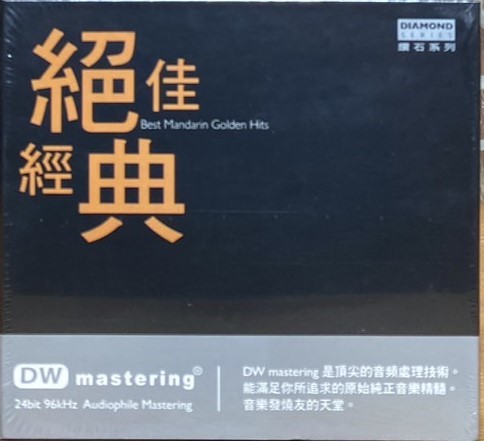 DIAMOND
SERIES
鑽石系列
絕佳
Best Mandarin Golden Hits
經典
DW mastering®
24bit 96kHz Audiophile Mastering
DW mastering 是頂尖的音頻處理技術。
能滿足你所追求的原始純正音樂精髓。
音樂發燒友的天堂。